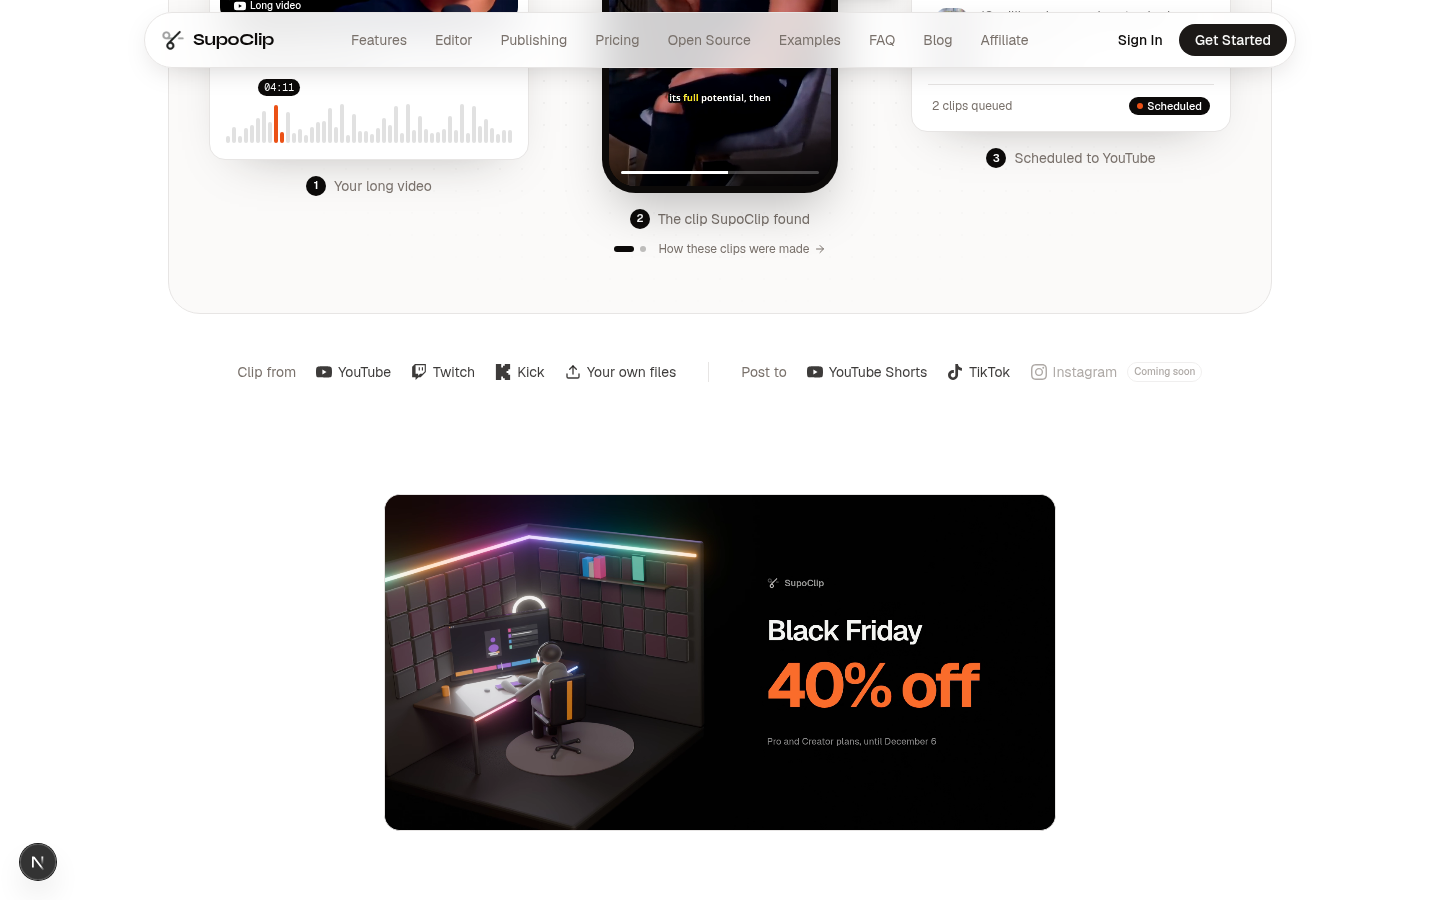 Long video
SupoClip
Features
Editor
Publishing
Pricing
Open Source
Examples
FAQ
Blog
Affiliate
Sign In
Get Started
04:11
1 Your long video
its full potential, then
2 The clip SupoClip found
How these clips were made →
2 clips queued
Scheduled
3 Scheduled to YouTube
Clip from
YouTube
Twitch
Kick
Your own files
Post to
YouTube Shorts
TikTok
Instagram
Coming soon
SupoClip
Black Friday
40% off
Pro and Creator plans, until December 6
N